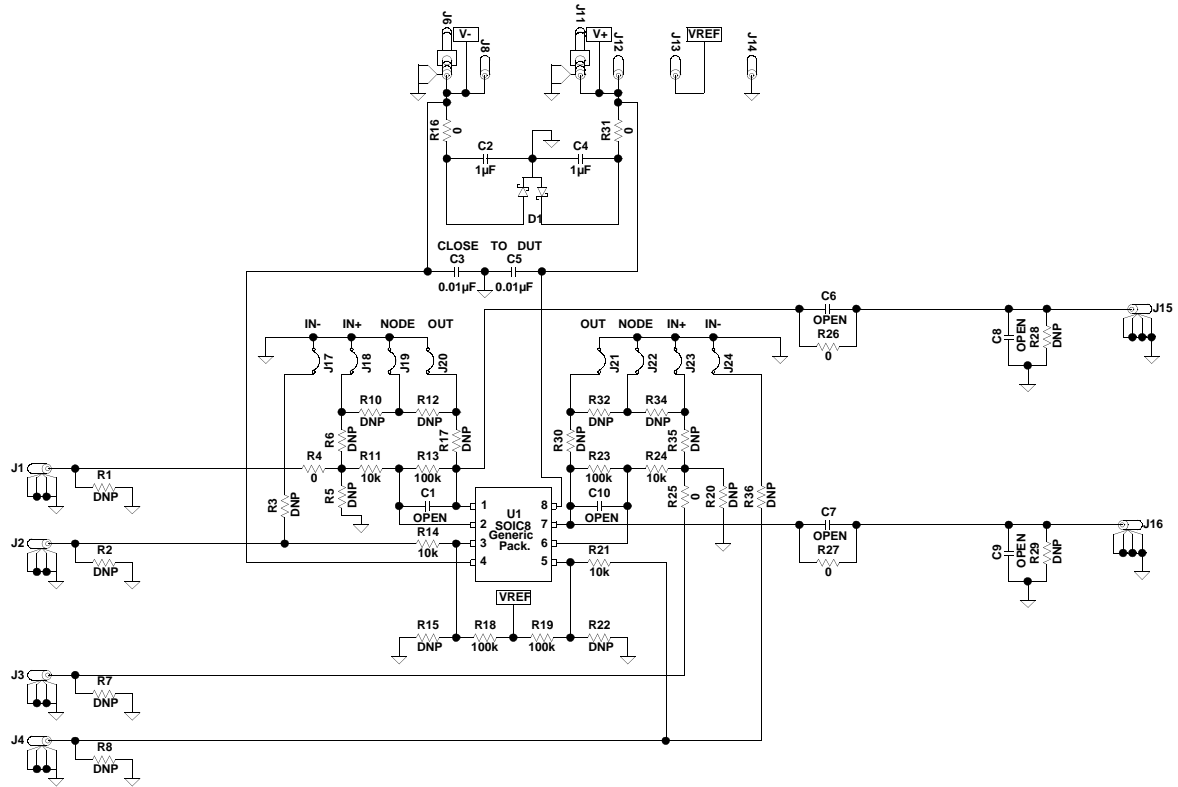 J6
V-
J8
J11
V+
J12
J13
VREF
J14
R16
0
R31
0
C2
1µF
C4
1µF
D1
CLOSE TO DUT
C3
0.01µF
C5
0.01µF
IN-
IN+
NODE
OUT
J17
J18
J19
J20
OUT
NODE
IN+
IN-
J21
J22
J23
J24
C6
OPEN
R26
0
C8
OPEN
R28
DNP
J15
R10
DNP
R12
DNP
R6
DNP
R17
DNP
R32
DNP
R34
DNP
R30
DNP
R35
DNP
J1
R1
DNP
R4
0
R11
10k
R13
100k
R3
DNP
R5
DNP
C1
OPEN
R23
100k
R24
10k
C10
OPEN
R25
0
R20
DNP
R36
DNP
U1
SOIC8
Generic
Pack.
1
2
3
4
8
7
6
5
J2
R2
DNP
R14
10k
R21
10k
C7
OPEN
R27
0
C9
OPEN
R29
DNP
J16
VREF
R15
DNP
R18
100k
R19
100k
R22
DNP
J3
R7
DNP
J4
R8
DNP